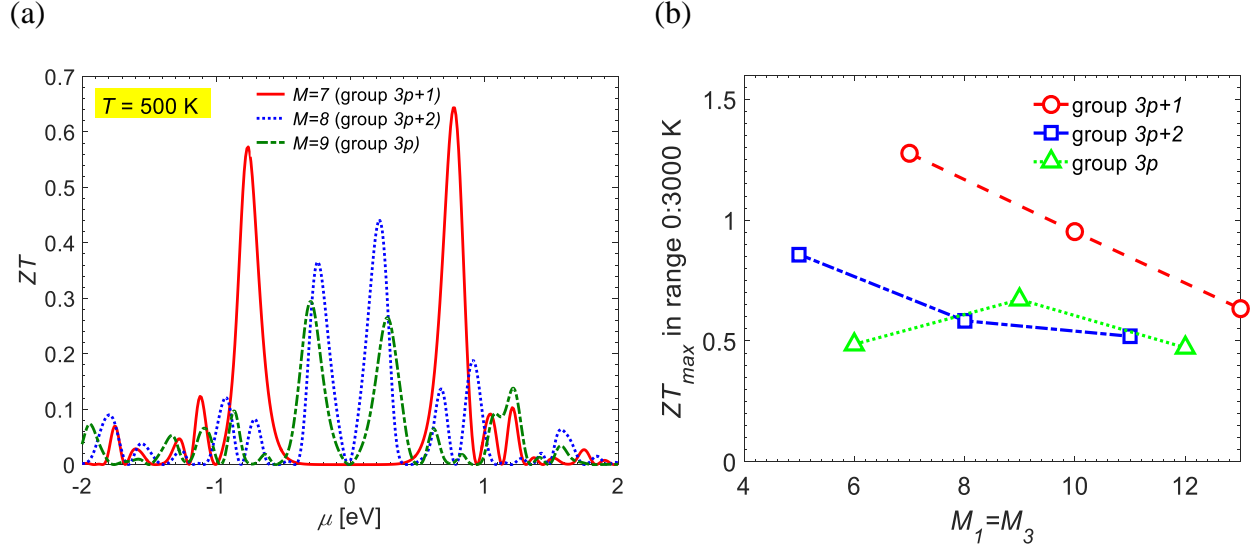 (a)
(b)
0.7
0.6
0.5
0.4
0.3
0.2
0.1
0
ZT
T = 500 K
M=7 (group 3p+1)
M=8 (group 3p+2)
M=9 (group 3p)
-2
-1
0
1
2
μ [eV]
1.5
1
0.5
0
ZTmax in range 0:3000 K
group 3p+1
group 3p+2
group 3p
4
6
8
10
12
M1=M3